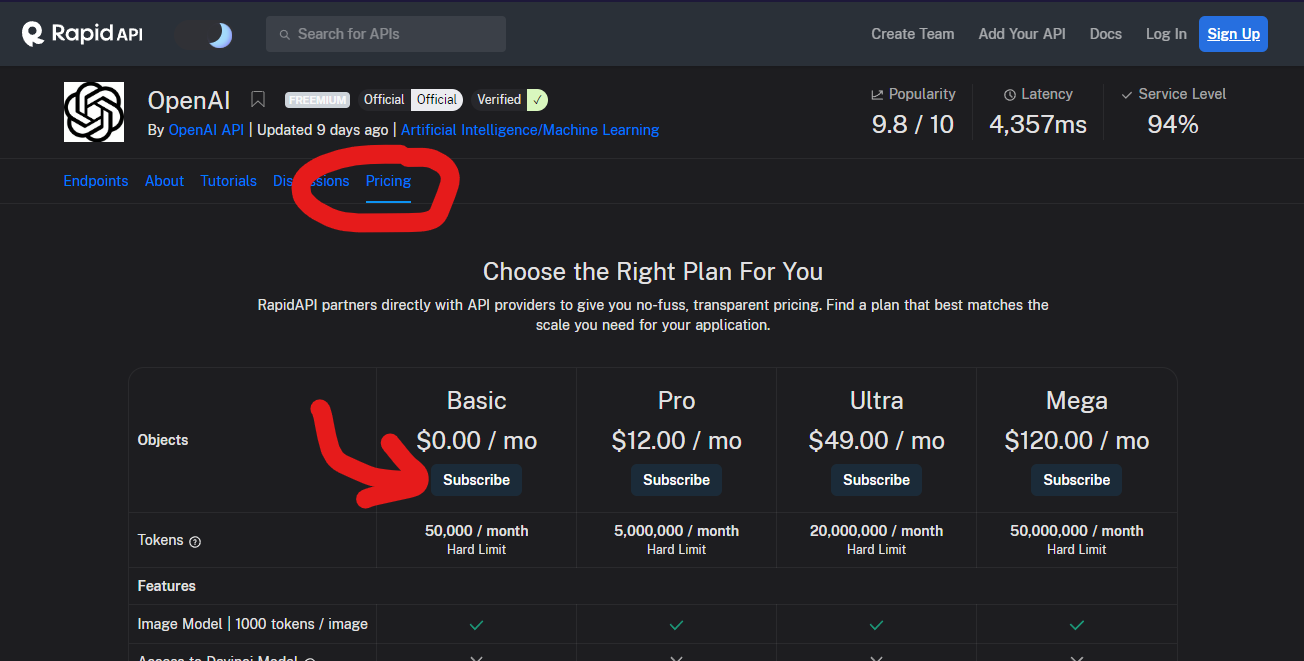 Rapid API
Search for APIs
Create Team
Add Your API
Docs
Log In
Sign Up
OpenAI
FREEMIUM
Official Official
Verified ✓
By OpenAI API | Updated 9 days ago | Artificial Intelligence/Machine Learning
Popularity
9.8 / 10
Latency
4,357ms
Service Level
94%
Endpoints
About
Tutorials
Pricing
Choose the Right Plan For You
RapidAPI partners directly with API providers to give you no-fuss, transparent pricing. Find a plan that best matches the
scale you need for your application.
Objects
Basic
$0.00 / mo
Subscribe
Pro
$12.00 / mo
Subscribe
Ultra
$49.00 / mo
Subscribe
Mega
$120.00 / mo
Subscribe
Tokens
50,000 / month
Hard Limit
5,000,000 / month
Hard Limit
20,000,000 / month
Hard Limit
50,000,000 / month
Hard Limit
Features
Image Model | 1000 tokens / image
Access to Davinci Model